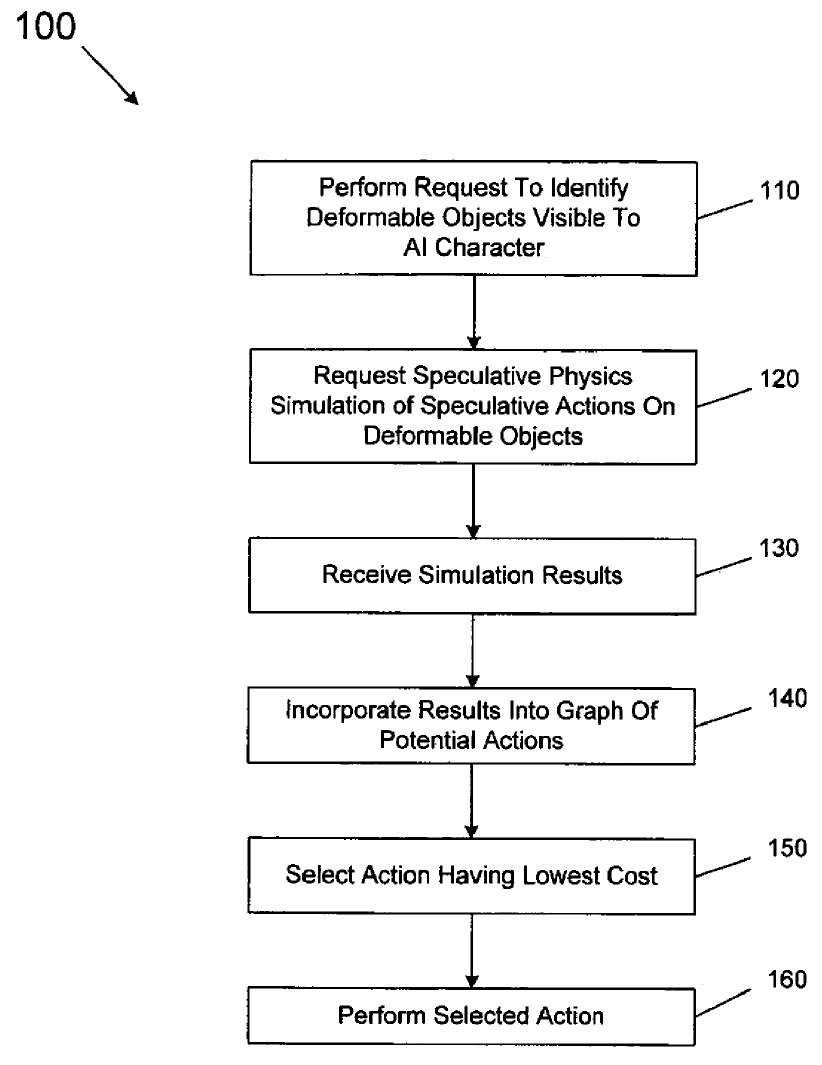 100
Perform Request To Identify
Deformable Objects Visible To
AI Character
110
Request Speculative Physics
Simulation of Speculative Actions On
Deformable Objects
120
Receive Simulation Results
130
Incorporate Results Into Graph Of
Potential Actions
140
Select Action Having Lowest Cost
150
Perform Selected Action
160